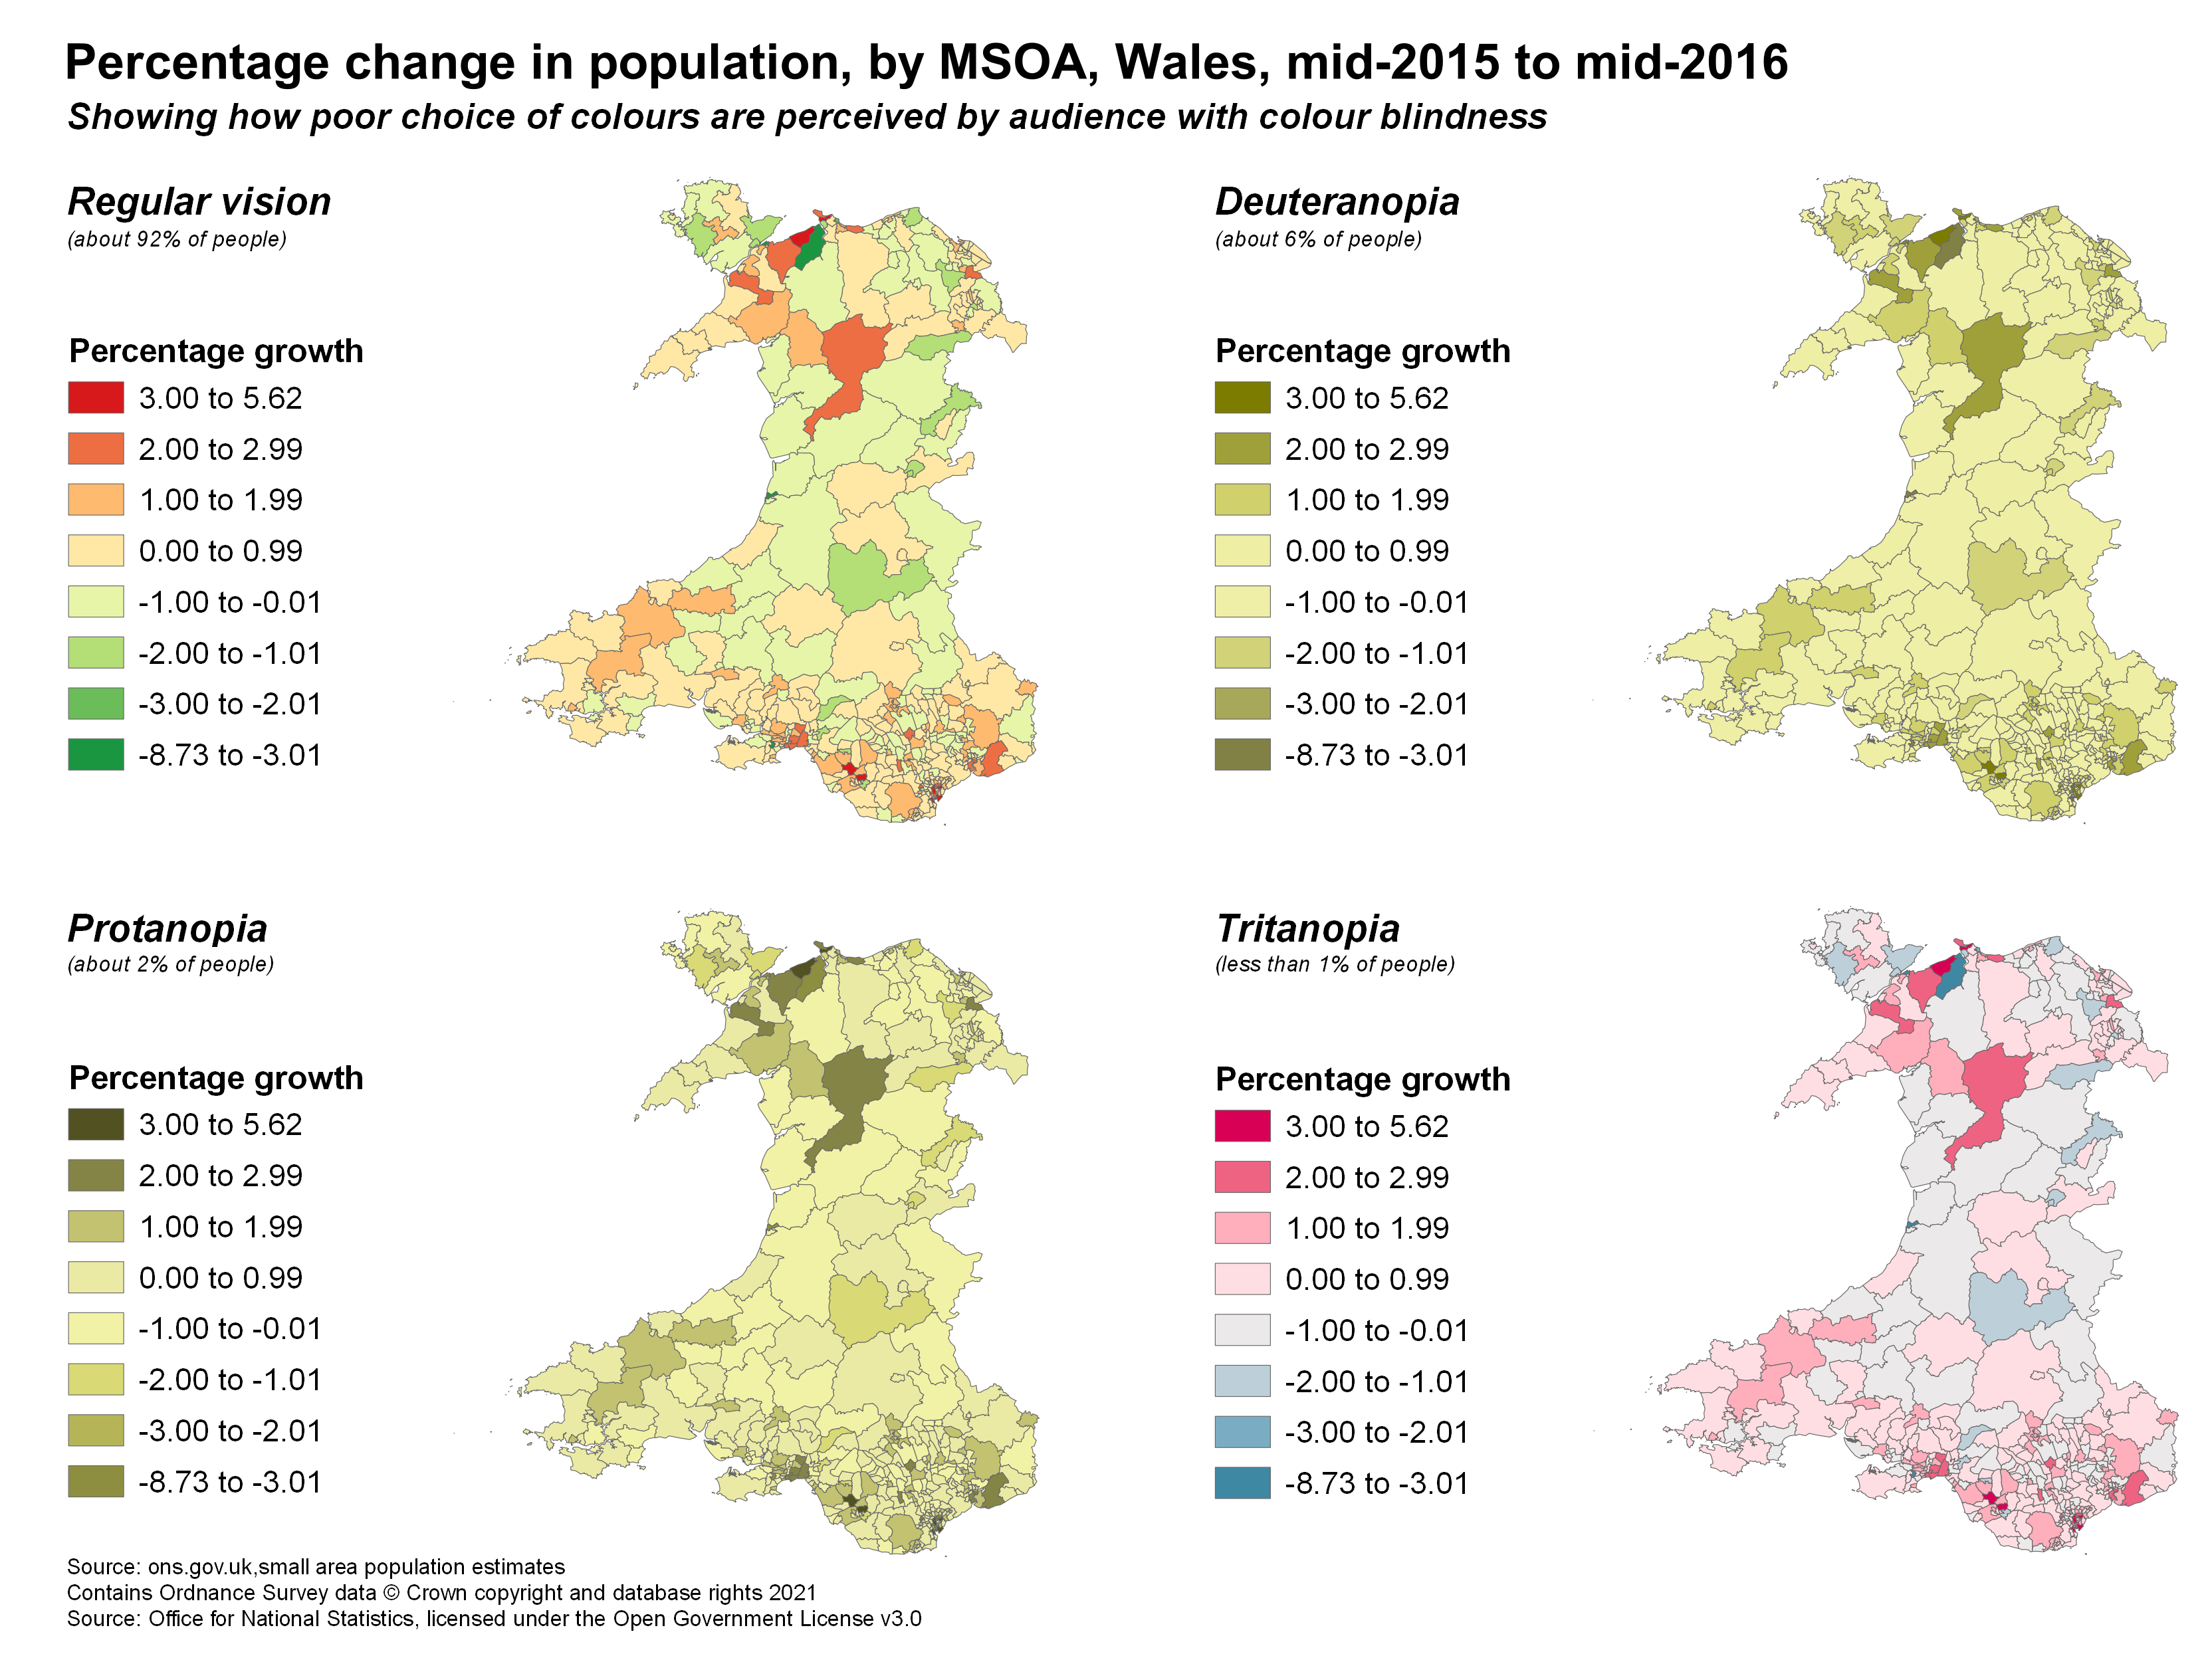 Percentage change in population, by MSOA, Wales, mid-2015 to mid-2016
Showing how poor choice of colours are perceived by audience with colour blindness
Regular vision
(about 92% of people)
Percentage growth
3.00 to 5.62
2.00 to 2.99
1.00 to 1.99
0.00 to 0.99
-1.00 to -0.01
-2.00 to -1.01
-3.00 to -2.01
-8.73 to -3.01
Deuteranopia
(about 6% of people)
Percentage growth
3.00 to 5.62
2.00 to 2.99
1.00 to 1.99
0.00 to 0.99
-1.00 to -0.01
-2.00 to -1.01
-3.00 to -2.01
-8.73 to -3.01
Protanopia
(about 2% of people)
Percentage growth
3.00 to 5.62
2.00 to 2.99
1.00 to 1.99
0.00 to 0.99
-1.00 to -0.01
-2.00 to -1.01
-3.00 to -2.01
-8.73 to -3.01
Tritanopia
(less than 1% of people)
Percentage growth
3.00 to 5.62
2.00 to 2.99
1.00 to 1.99
0.00 to 0.99
-1.00 to -0.01
-2.00 to -1.01
-3.00 to -2.01
-8.73 to -3.01
Source: ons.gov.uk,small area population estimates
Contains Ordnance Survey data © Crown copyright and database rights 2021
Source: Office for National Statistics, licensed under the Open Government License v3.0